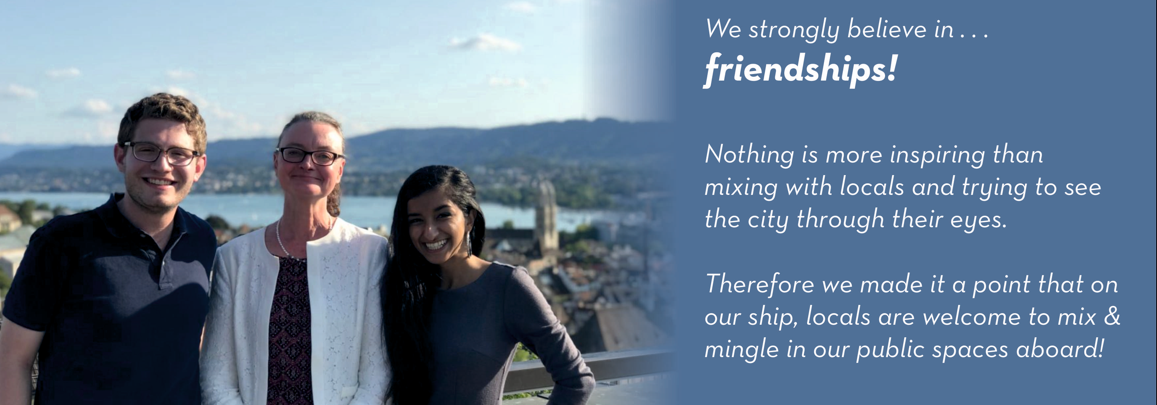 We strongly believe in . . .
friendships!
Nothing is more inspiring than
mixing with locals and trying to see
the city through their eyes.
Therefore we made it a point that on
our ship, locals are welcome to mix &
mingle in our public spaces aboard!